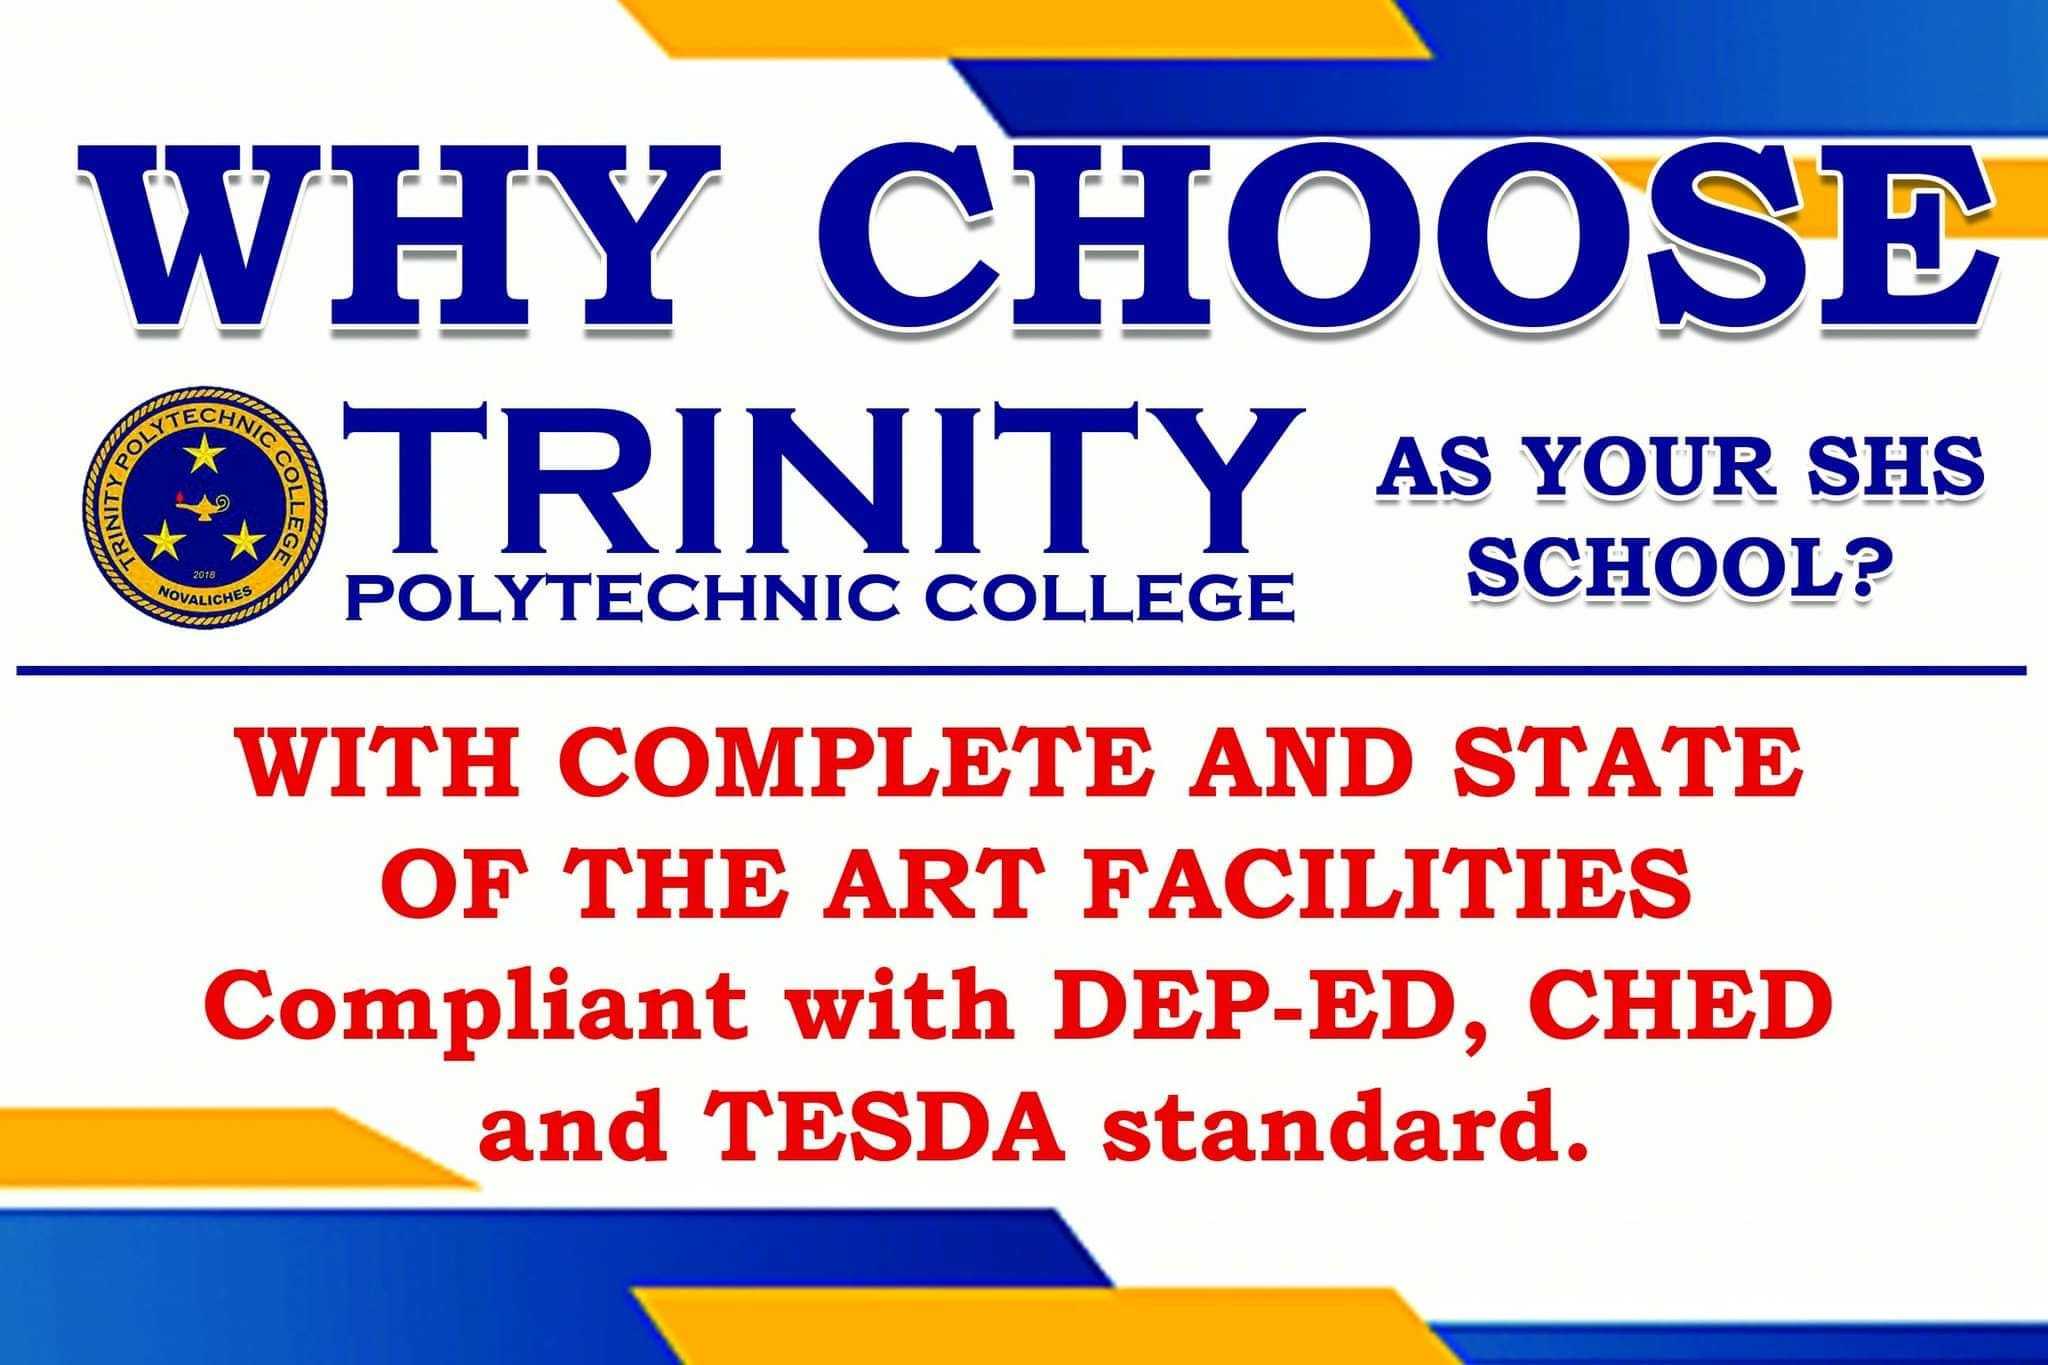 WHY CHOOSE
TRINITY POLYTECHNIC COLLEGE
2018
NOVALICHES
TRINITY
POLYTECHNIC COLLEGE
AS YOUR SHS
SCHOOL?
WITH COMPLETE AND STATE
OF THE ART FACILITIES
Compliant with DEP-ED, CHED
and TESDA standard.